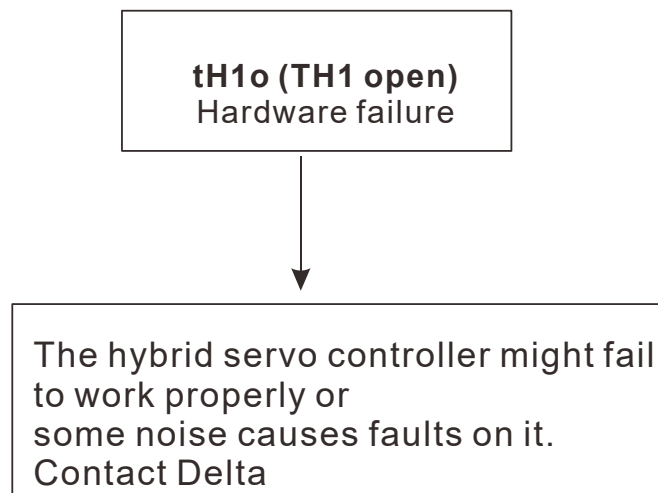 tH1o (TH1 open)
Hardware failure
The hybrid servo controller might fail
to work properly or
some noise causes faults on it.
Contact Delta